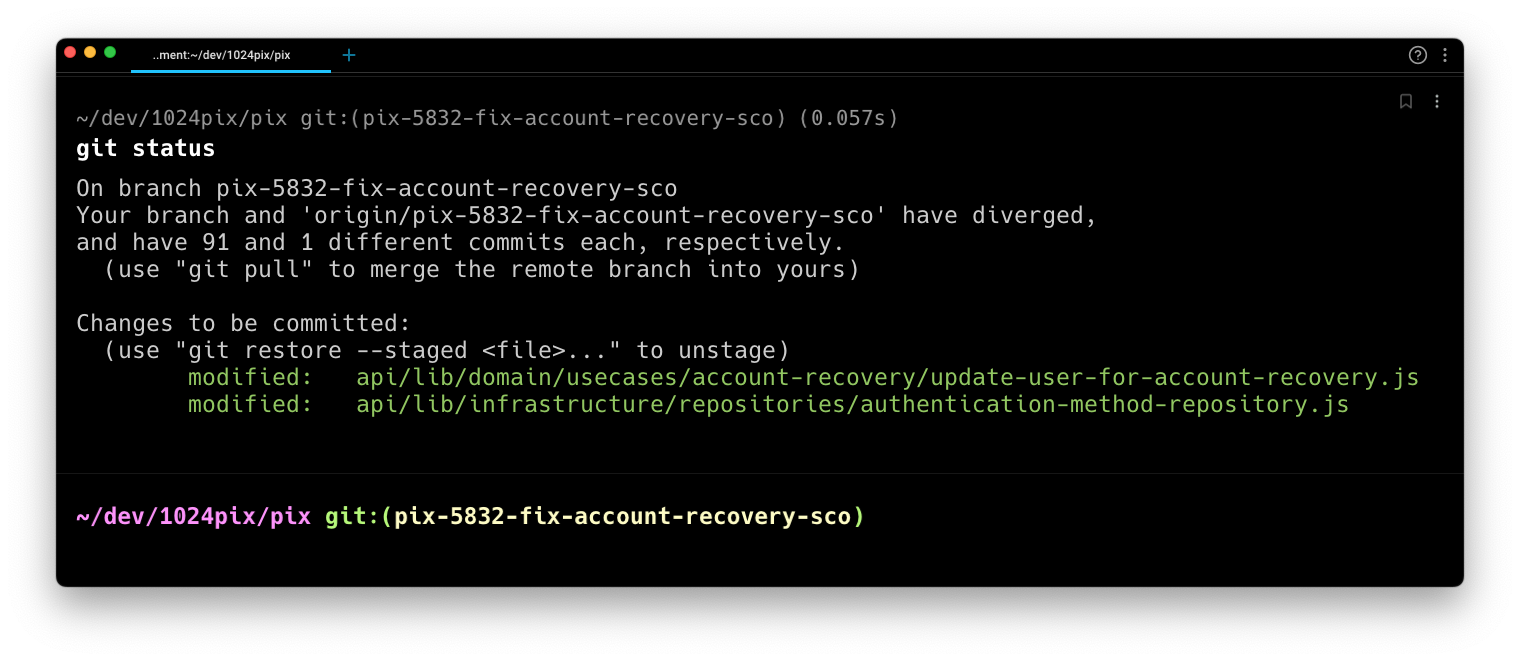 ..ment:~/dev/1024pix/pix
~/dev/1024pix/pix git:(pix-5832-fix-account-recovery-sco) (0.057s)
git status
On branch pix-5832-fix-account-recovery-sco
Your branch and 'origin/pix-5832-fix-account-recovery-sco' have diverged,
and have 91 and 1 different commits each, respectively.
  (use "git pull" to merge the remote branch into yours)
Changes to be committed:
  (use "git restore --staged <file>..." to unstage)
        modified:   api/lib/domain/usecases/account-recovery/update-user-for-account-recovery.js
        modified:   api/lib/infrastructure/repositories/authentication-method-repository.js
~/dev/1024pix/pix git:(pix-5832-fix-account-recovery-sco)